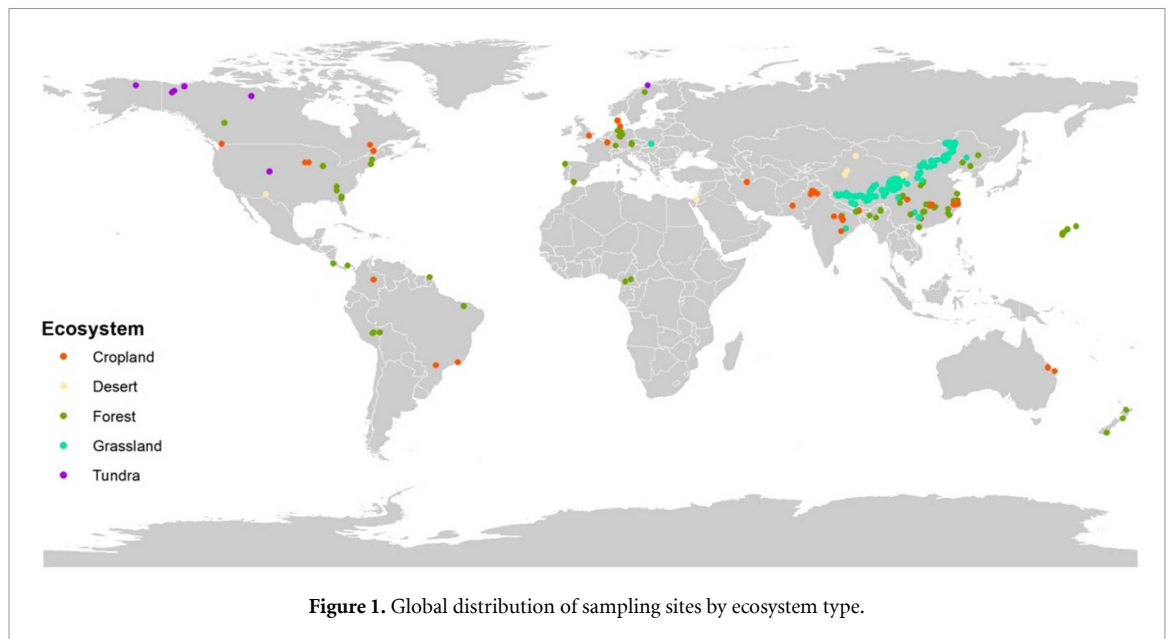 Ecosystem
Cropland
Desert
Forest
Grassland
Tundra
Figure 1. Global distribution of sampling sites by ecosystem type.